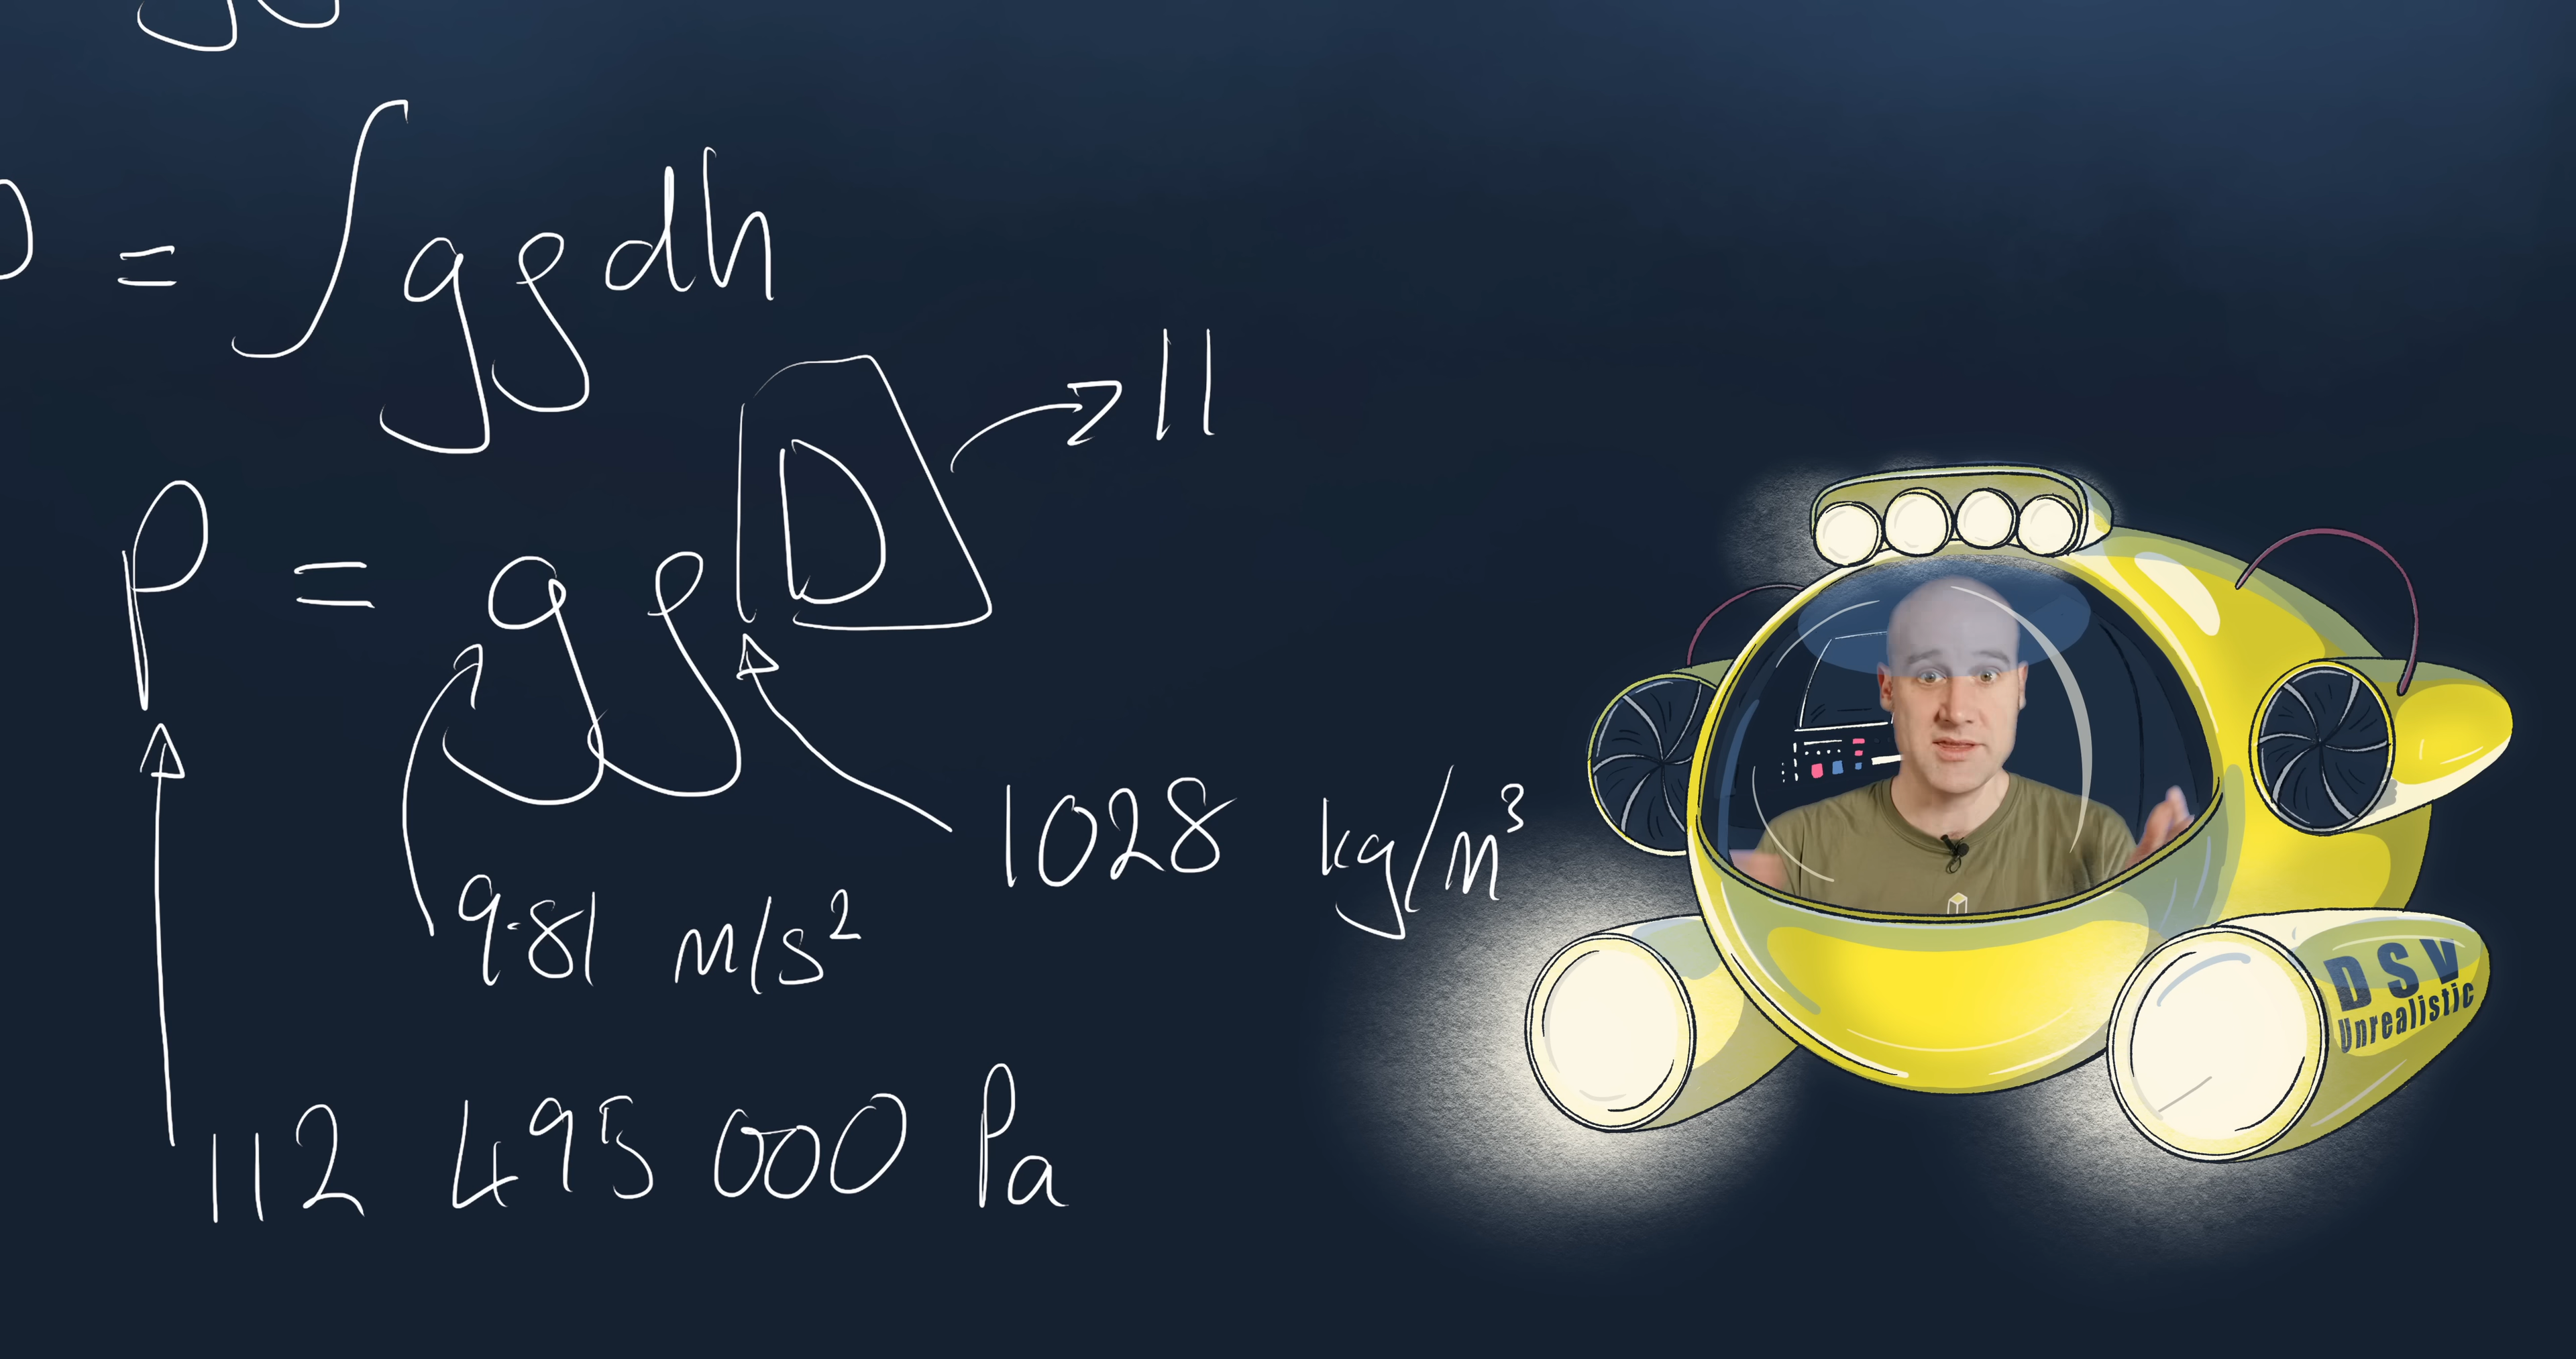 = ∫gρdh
11
P = gρD
1028 kg/m³
9.81 m/s²
112 495 000 Pa
DSV
Unrealistic